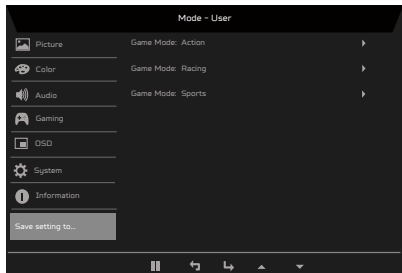 Mode - User
Picture
Game Mode: Action
Color
Game Mode: Racing
Audio
Game Mode: Sports
Gaming
OSD
System
Information
Save setting to...